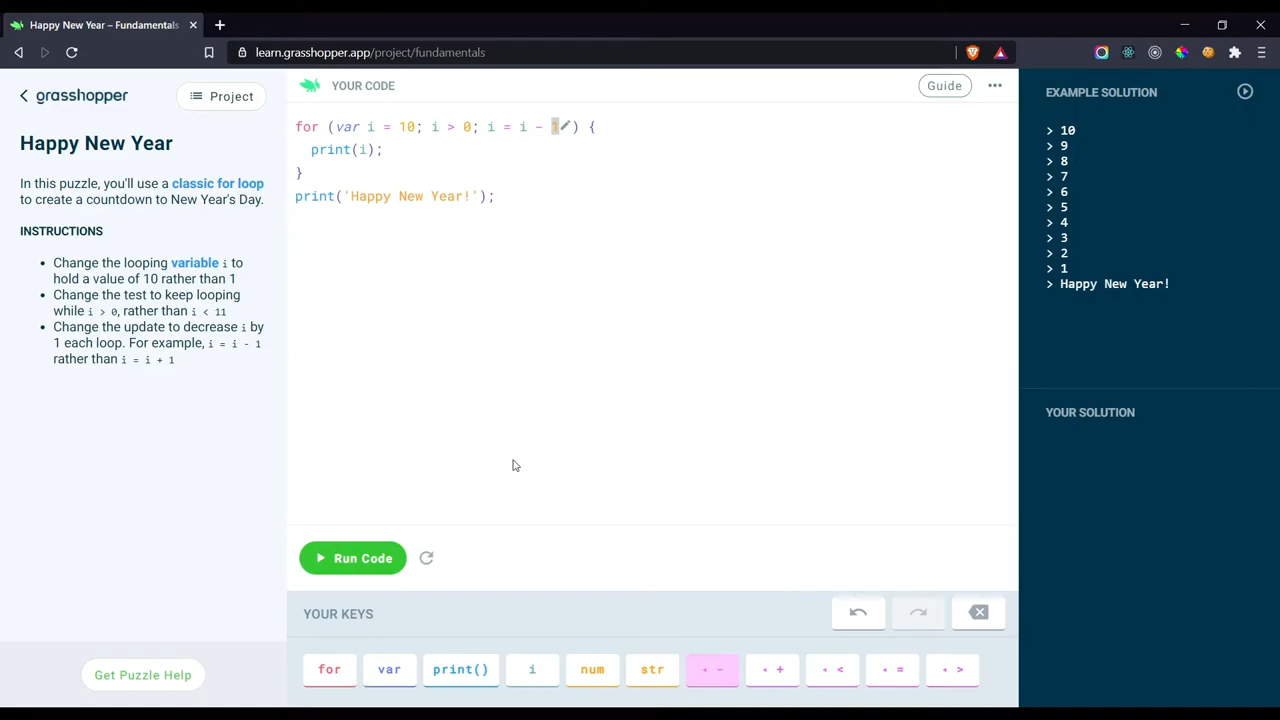 Happy New Year – Fundamentals
learn.grasshopper.app/project/fundamentals
grasshopper
Project
Happy New Year
In this puzzle, you'll use a classic for loop
to create a countdown to New Year's Day.
INSTRUCTIONS
• Change the looping variable i to
hold a value of 10 rather than 1
• Change the test to keep looping
while i > 0, rather than i < 11
• Change the update to decrease i by
1 each loop. For example, i = i - 1
rather than i = i + 1
Get Puzzle Help
YOUR CODE
Guide
for (var i = 10; i > 0; i = i - 1) {
print(i);
}
print('Happy New Year!');
Run Code
YOUR KEYS
for
var
print()
i
num
str
-
+
<
=
>
EXAMPLE SOLUTION
> 10
> 9
> 8
> 7
> 6
> 5
> 4
> 3
> 2
> 1
> Happy New Year!
YOUR SOLUTION